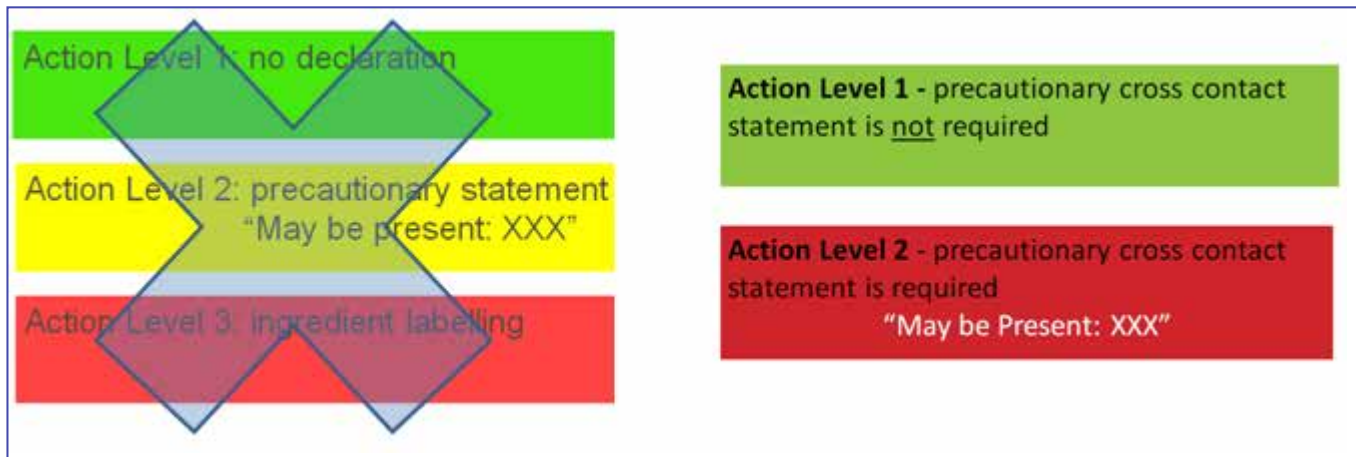 Action Level 1: no declaration
Action Level 2: precautionary statement
“May be present: XXX”
Action Level 3: ingredient labelling
Action Level 1 - precautionary cross contact
statement is not required
Action Level 2 - precautionary cross contact
statement is required
“May be Present: XXX”